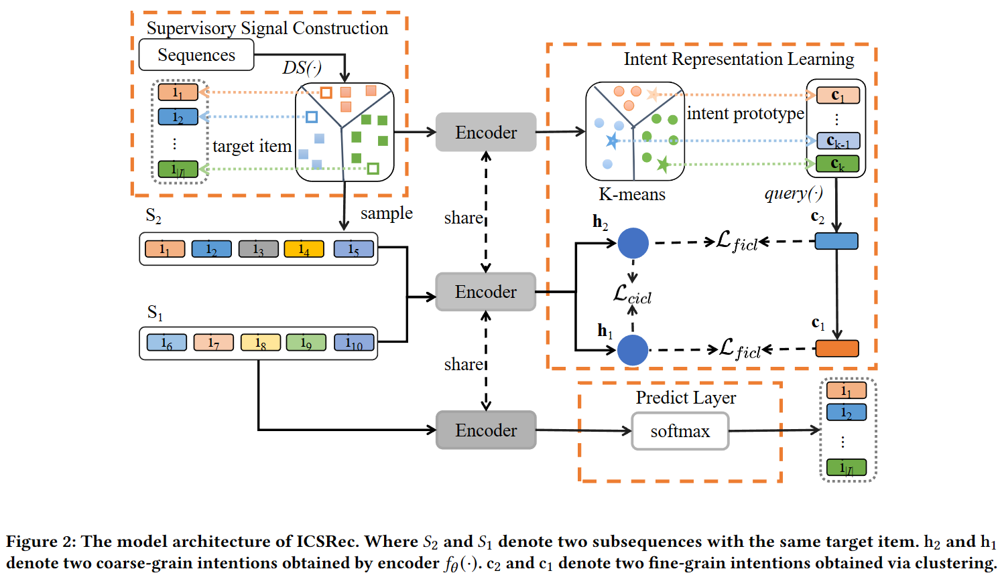 Supervisory Signal Construction
Sequences
DS(·)
i1
i2
⋮
i|I|
target item
sample
S2
i1 i2 i3 i4 i5
S1
i6 i7 i8 i9 i10
Encoder
share
Encoder
share
Encoder
Intent Representation Learning
intent prototype
K-means
c1
⋮
ck-1
ck
query(·)
h2
ℒficl
c2
ℒcicl
h1
ℒficl
c1
Predict Layer
softmax
i1
i2
⋮
i|I|
Figure 2: The model architecture of ICSRec. Where S2 and S1 denote two subsequences with the same target item. h2 and h1
denote two coarse-grain intentions obtained by encoder fθ(·). c2 and c1 denote two fine-grain intentions obtained via clustering.